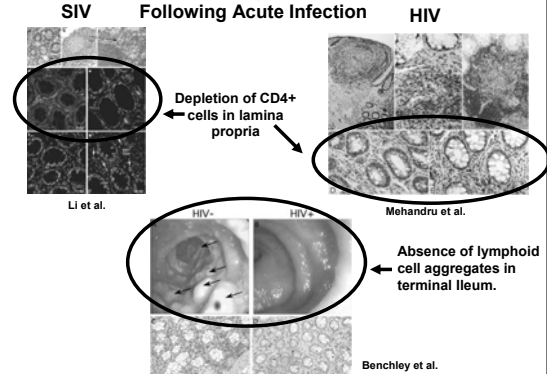 SIV Following Acute Infection HIV
Depletion of CD4+
cells in lamina
propria
Li et al.
Mehandru et al.
HIV- HIV+
Absence of lymphoid
cell aggregates in
terminal Ileum.
Benchley et al.